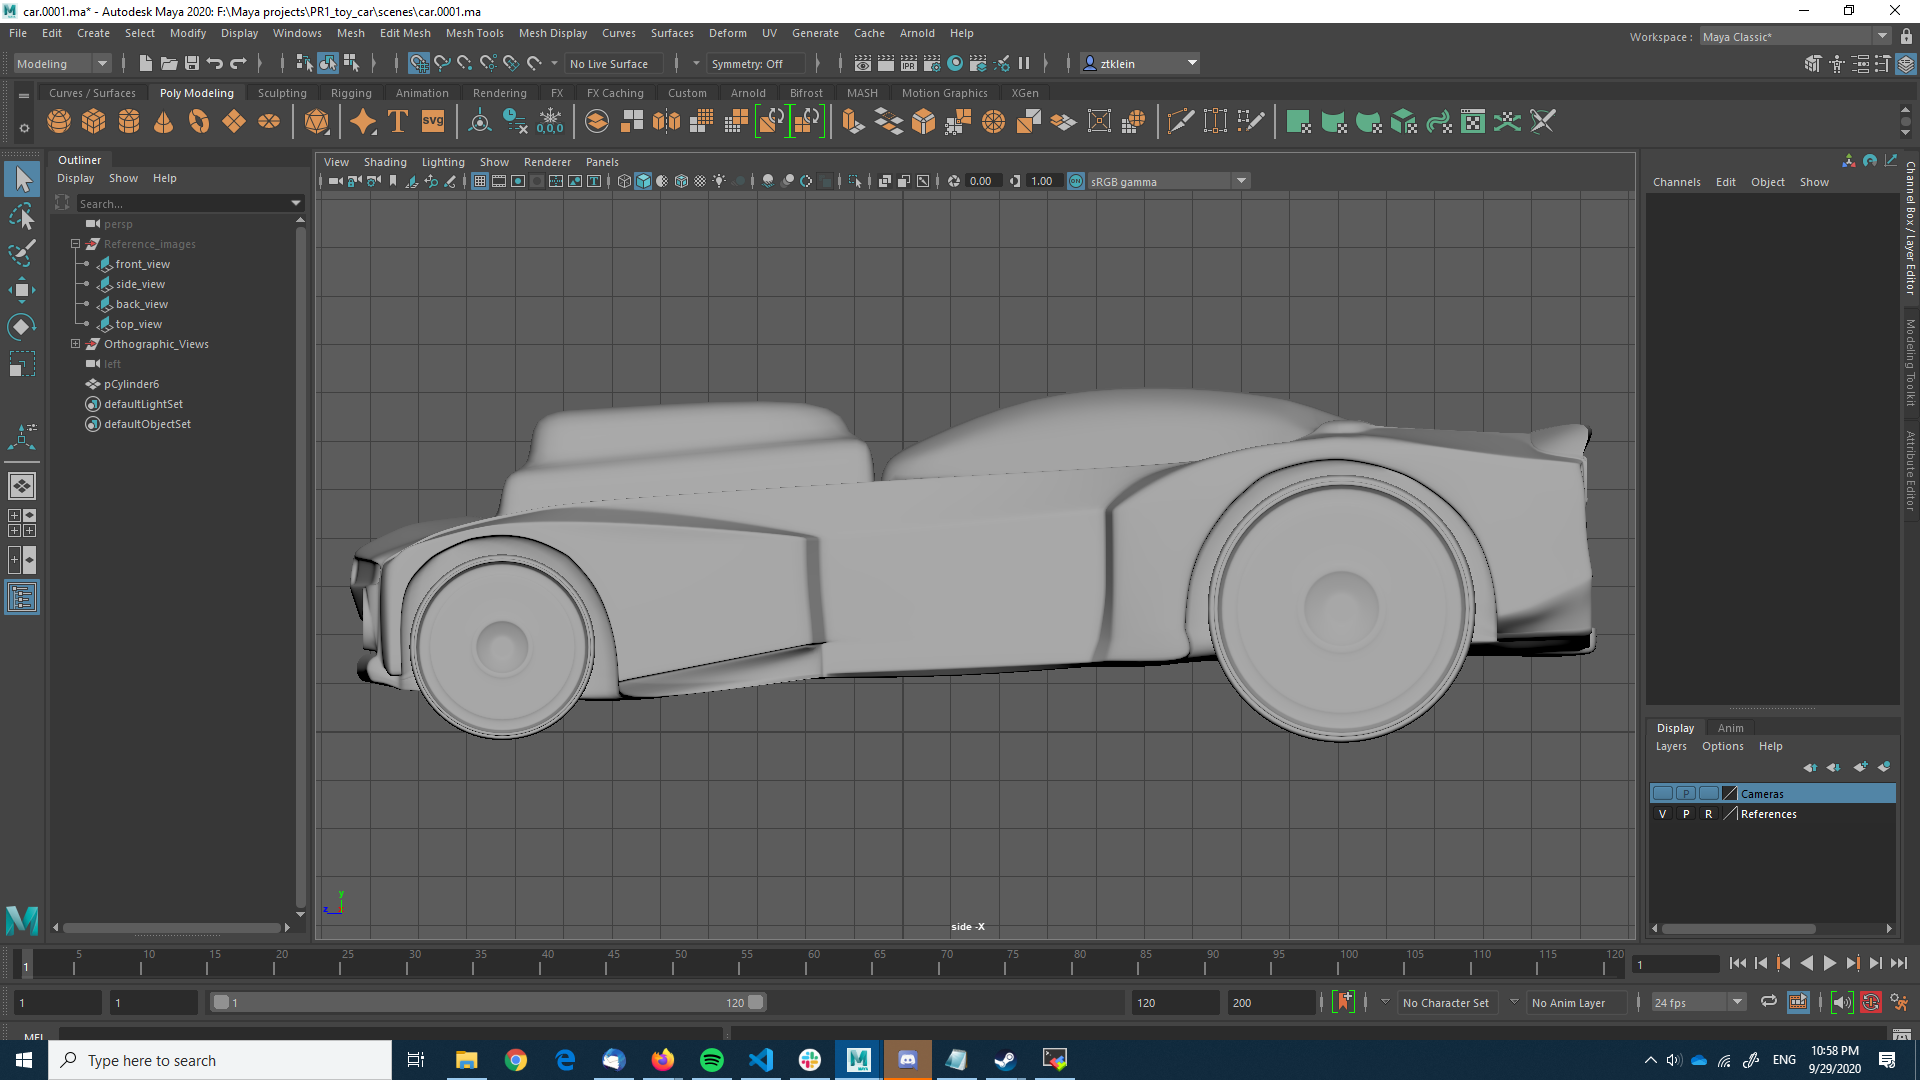 car.0001.ma* - Autodesk Maya 2020: F:\Maya projects\PR1_toy_car\scenes\car.0001.ma
File Edit Create Select Modify Display Windows Mesh Edit Mesh Mesh Tools Mesh Display Curves Surfaces Deform UV Generate Cache Arnold Help
Workspace : Maya Classic*
Modeling No Live Surface Symmetry: Off ztklein
Curves / Surfaces Poly Modeling Sculpting Rigging Animation Rendering FX FX Caching Custom Arnold Bifrost MASH Motion Graphics XGen
T SVG 0,0,0
Outliner
Display Show Help
Search...
persp
Reference_images
front_view
side_view
back_view
top_view
Orthographic_Views
left
pCylinder6
defaultLightSet
defaultObjectSet
View Shading Lighting Show Renderer Panels
0.00 1.00 ON sRGB gamma
y
z
side -X
Channels Edit Object Show
Channel Box / Layer Editor
Modeling Toolkit
Attribute Editor
Display Anim
Layers Options Help
P Cameras
V P R References
1 5 10 15 20 25 30 35 40 45 50 55 60 65 70 75 80 85 90 95 100 105 110 115 120 1
1 1 1 120 120 200 No Character Set No Anim Layer 24 fps
MEL
Type here to search
ENG
10:58 PM
9/29/2020